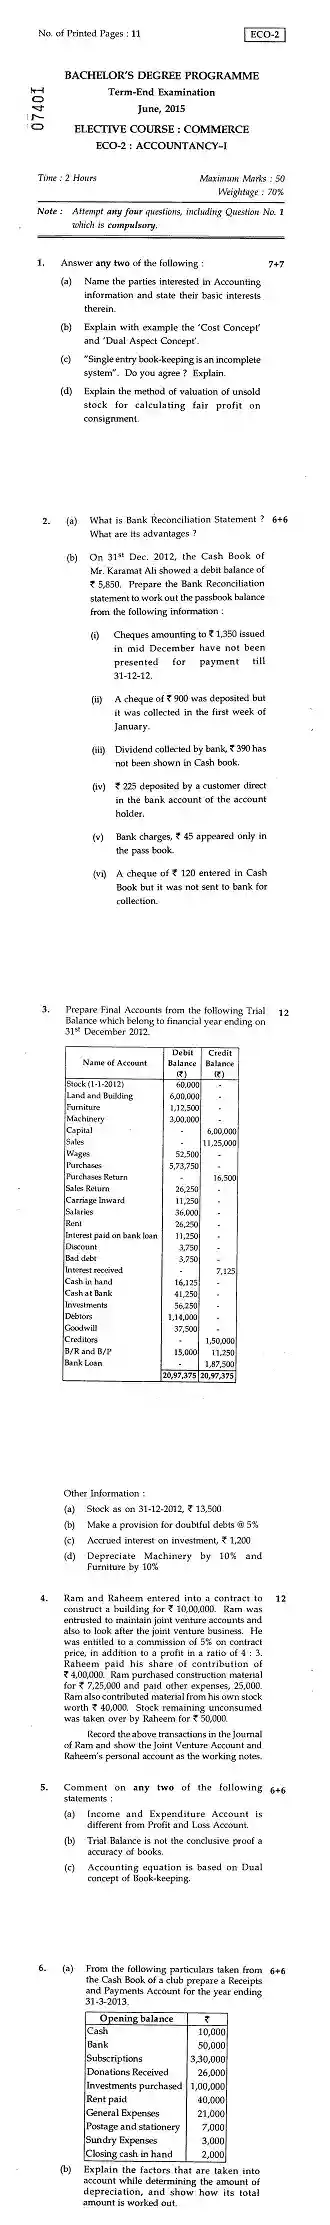 No. of Printed Pages : 11 ECO-2
07401
BACHELOR'S DEGREE PROGRAMME
Term-End Examination
June, 2015
ELECTIVE COURSE : COMMERCE
ECO-2 : ACCOUNTANCY-I
Time : 2 Hours Maximum Marks : 50
Weightage : 70%
Note : Attempt any four questions, including Question No. 1
which is compulsory.
1. Answer any two of the following : 7+7
(a) Name the parties interested in Accounting
information and state their basic interests
therein.
(b) Explain with example the 'Cost Concept'
and 'Dual Aspect Concept'.
(c) "Single entry book-keeping is an incomplete
system". Do you agree ? Explain.
(d) Explain the method of valuation of unsold
stock for calculating fair profit on
consignment.
2. (a) What is Bank Reconciliation Statement ? 6+6
What are its advantages ?
(b) On 31st Dec. 2012, the Cash Book of
Mr. Karamat Ali showed a debit balance of
₹ 5,850. Prepare the Bank Reconciliation
statement to work out the passbook balance
from the following information :
(i) Cheques amounting to ₹ 1,350 issued
in mid December have not been
presented for payment till
31-12-12.
(ii) A cheque of ₹ 900 was deposited but
it was collected in the first week of
January.
(iii) Dividend collected by bank, ₹ 390 has
not been shown in Cash book.
(iv) ₹ 225 deposited by a customer direct
in the bank account of the account
holder.
(v) Bank charges, ₹ 45 appeared only in
the pass book.
(vi) A cheque of ₹ 120 entered in Cash
Book but it was not sent to bank for
collection.
3. Prepare Final Accounts from the following Trial 12
Balance which belong to financial year ending on
31st December 2012.
Name of Account Debit Balance (₹) Credit Balance (₹)
Stock (1-1-2012) 60,000 -
Land and Building 6,00,000 -
Furniture 1,12,500 -
Machinery 3,00,000 -
Capital - 6,00,000
Sales - 11,25,000
Wages 52,500 -
Purchases 5,73,750 -
Purchases Return - 16,500
Sales Return 26,250 -
Carriage Inward 11,250 -
Salaries 36,000 -
Rent 26,250 -
Interest paid on bank loan 11,250 -
Discount 3,750 -
Bad debt 3,750 -
Interest received - 7,125
Cash in hand 16,125 -
Cash at Bank 41,250 -
Investments 56,250 -
Debtors 1,14,000 -
Goodwill 37,500 -
Creditors - 1,50,000
B/R and B/P 15,000 11,250
Bank Loan - 1,87,500
20,97,375 20,97,375
Other Information :
(a) Stock as on 31-12-2012, ₹ 13,500
(b) Make a provision for doubtful debts @ 5%
(c) Accrued interest on investment, ₹ 1,200
(d) Depreciate Machinery by 10% and
Furniture by 10%
4. Ram and Raheem entered into a contract to 12
construct a building for ₹ 10,00,000. Ram was
entrusted to maintain joint venture accounts and
also to look after the joint venture business. He
was entitled to a commission of 5% on contract
price, in addition to a profit in a ratio of 4 : 3.
Raheem paid his share of contribution of
₹ 4,00,000. Ram purchased construction material
for ₹ 7,25,000 and paid other expenses, 25,000.
Ram also contributed material from his own stock
worth ₹ 40,000. Stock remaining unconsumed
was taken over by Raheem for ₹ 50,000.
Record the above transactions in the Journal
of Ram and show the Joint Venture Account and
Raheem's personal account as the working notes.
5. Comment on any two of the following 6+6
statements :
(a) Income and Expenditure Account is
different from Profit and Loss Account.
(b) Trial Balance is not the conclusive proof a
accuracy of books.
(c) Accounting equation is based on Dual
concept of Book-keeping.
6. (a) From the following particulars taken from 6+6
the Cash Book of a club prepare a Receipts
and Payments Account for the year ending
31-3-2013.
Opening balance ₹
Cash 10,000
Bank 50,000
Subscriptions 3,30,000
Donations Received 26,000
Investments purchased 1,00,000
Rent paid 40,000
General Expenses 21,000
Postage and stationery 7,000
Sundry Expenses 3,000
Closing cash in hand 2,000
(b) Explain the factors that are taken into
account while determining the amount of
depreciation, and show how its total
amount is worked out.